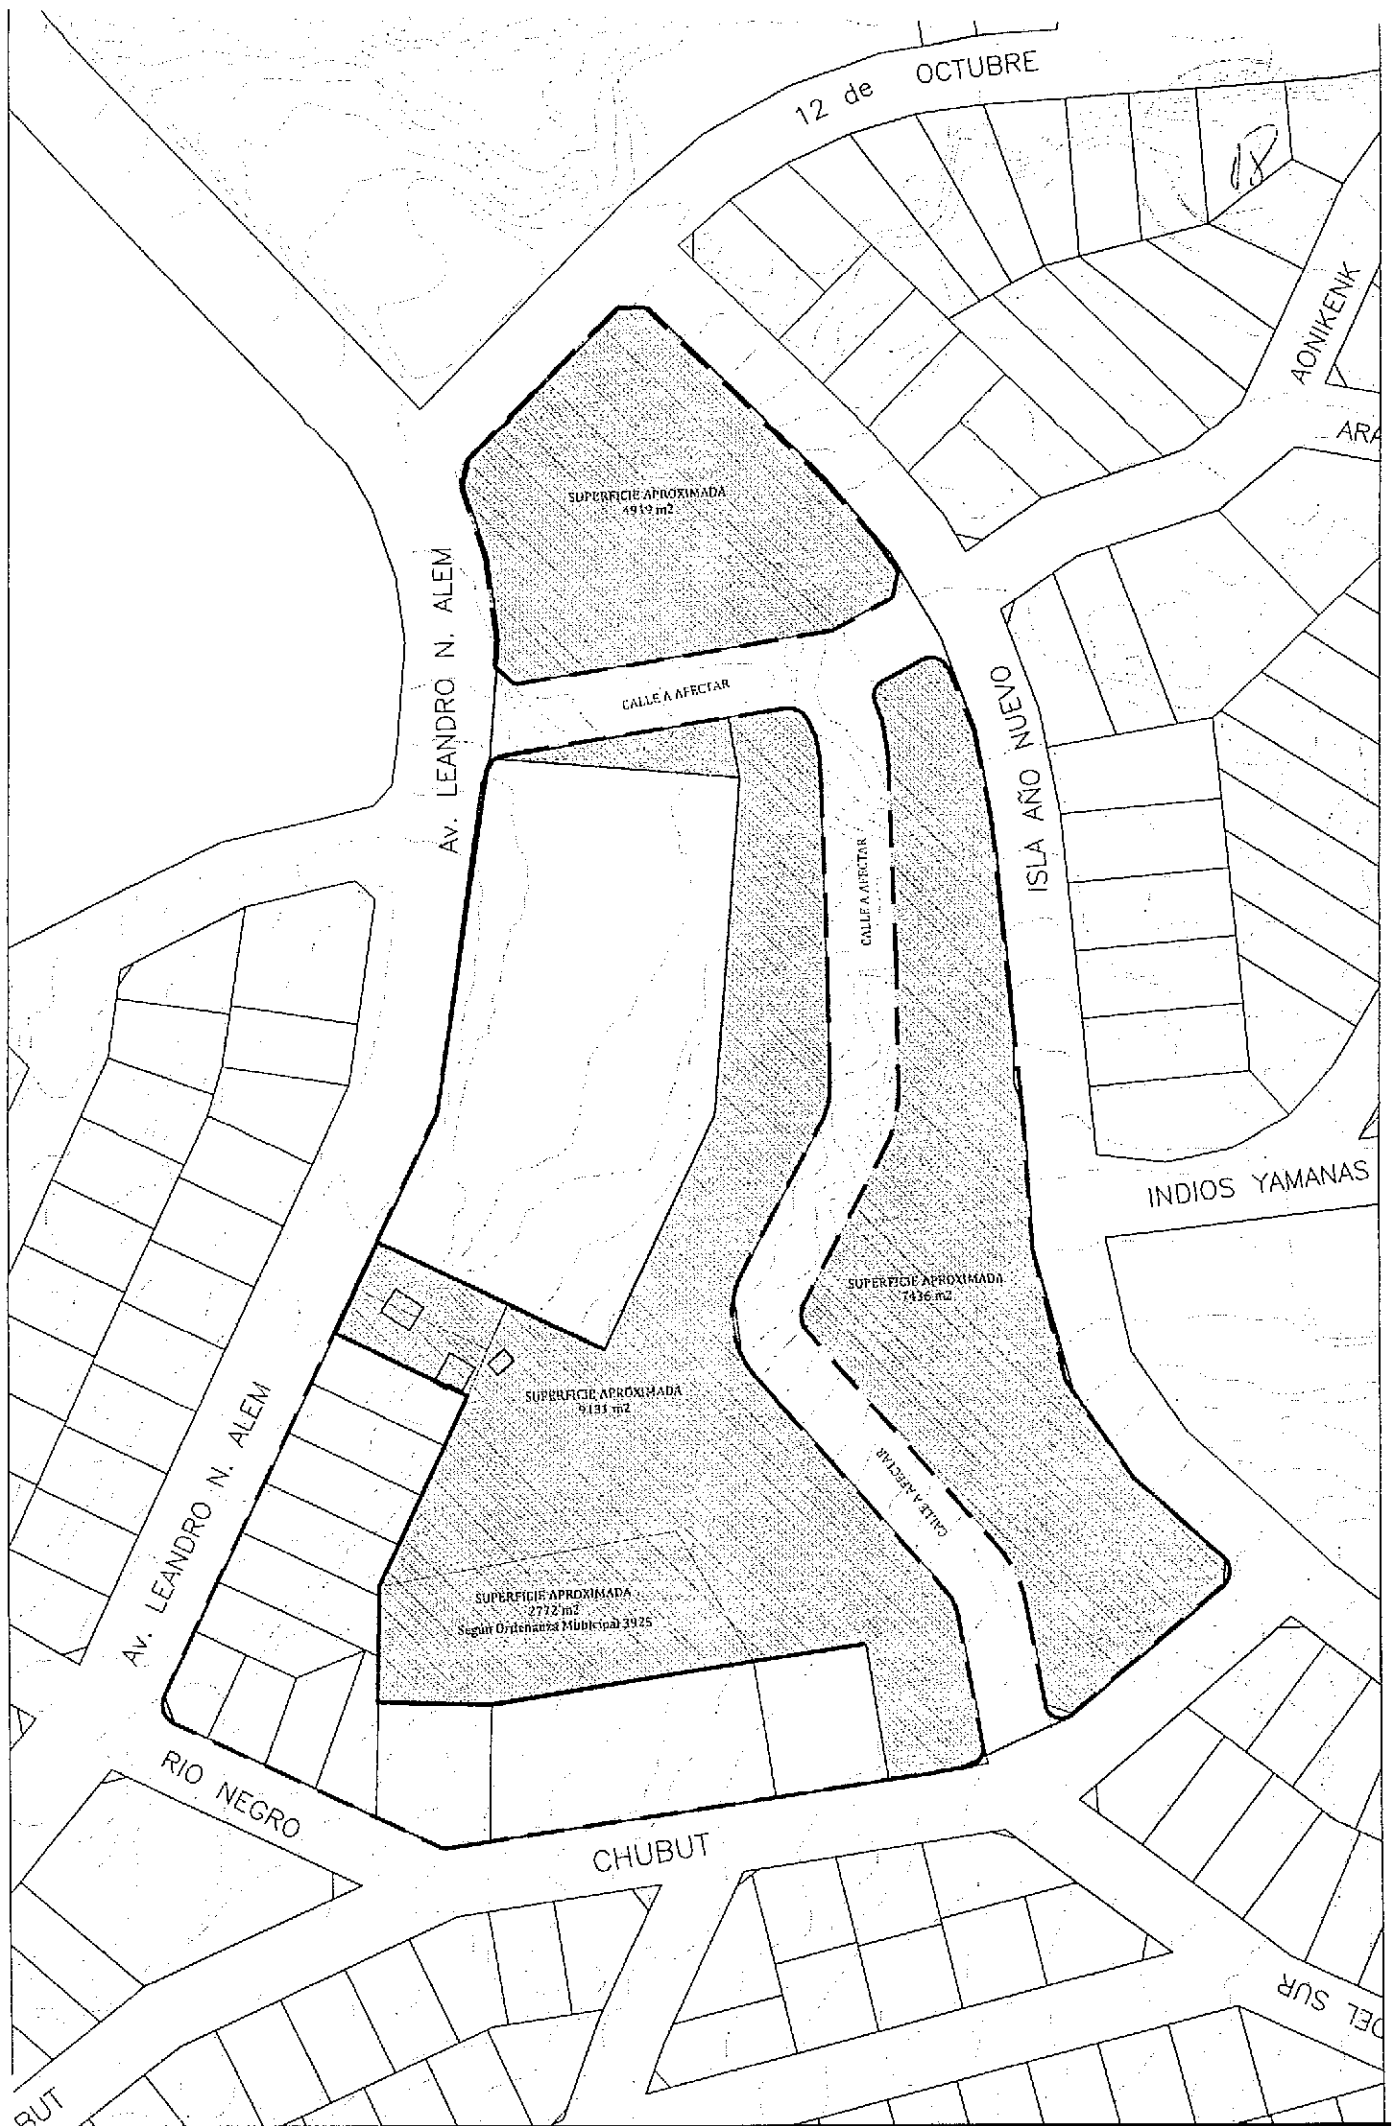 12 de OCTUBRE
18
AONIKENK
ARA
SUPERFICIE APROXIMADA
4919 m2
Av. LEANDRO N. ALEM
CALLE A AFECTAR
ISLA AÑO NUEVO
CALLE A AFECTAR
INDIOS YAMANAS
SUPERFICIE APROXIMADA
7436 m2
SUPERFICIE APROXIMADA
9131 m2
Av. LEANDRO N. ALEM
CALLE A AFECTAR
SUPERFICIE APROXIMADA
2772 m2
Según Ordenanza Municipal 3925
RIO NEGRO
CHUBUT
DEL SUR
BUT